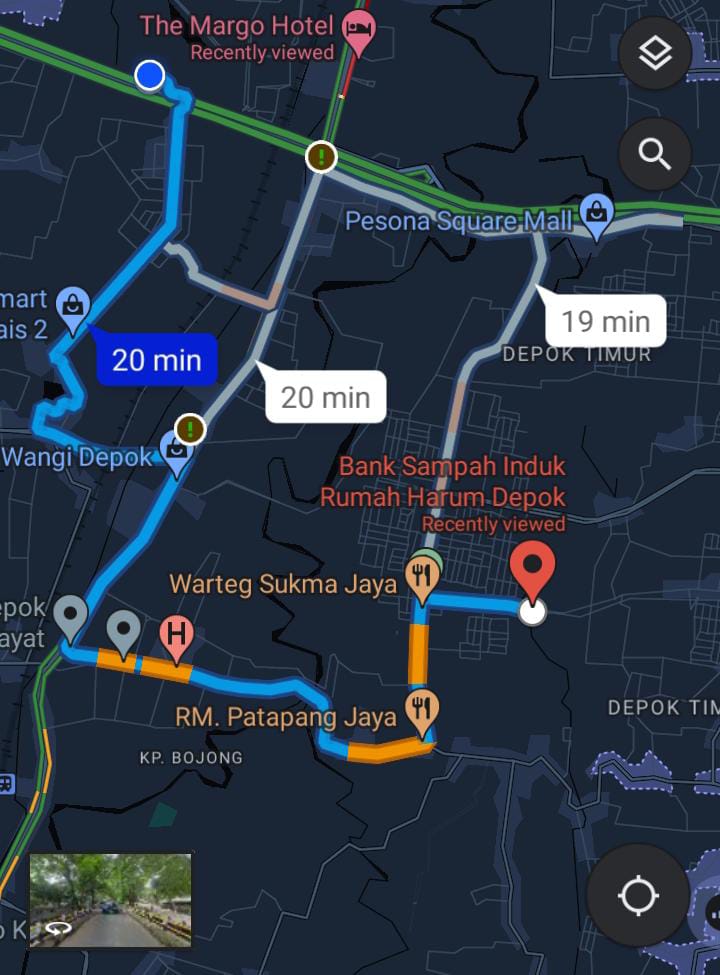 The Margo Hotel
Recently viewed
Pesona Square Mall
mart
ais 2
19 min
20 min
DEPOK TIMUR
20 min
Wangi Depok
Bank Sampah Induk
Rumah Harum Depok
Recently viewed
Warteg Sukma Jaya
epok
ayat
H
RM. Patapang Jaya
DEPOK TIM
KP. BOJONG
o K